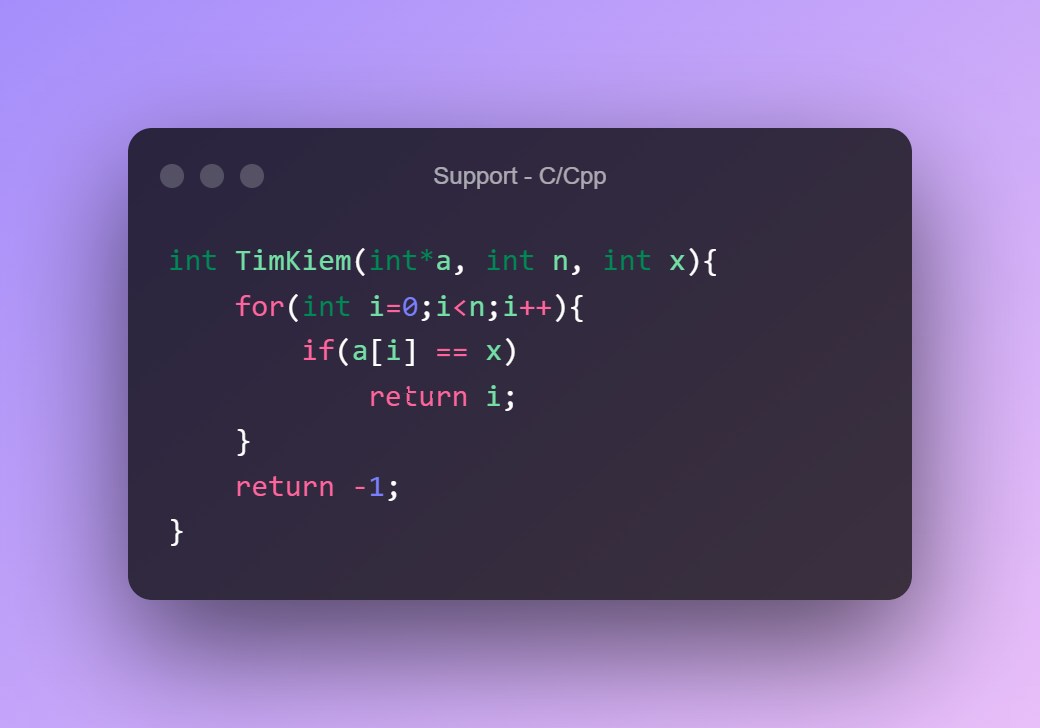 Support - C/Cpp
int TimKiem(int*a, int n, int x){
    for(int i=0;i<n;i++){
        if(a[i] == x)
            return i;
    }
    return -1;
}